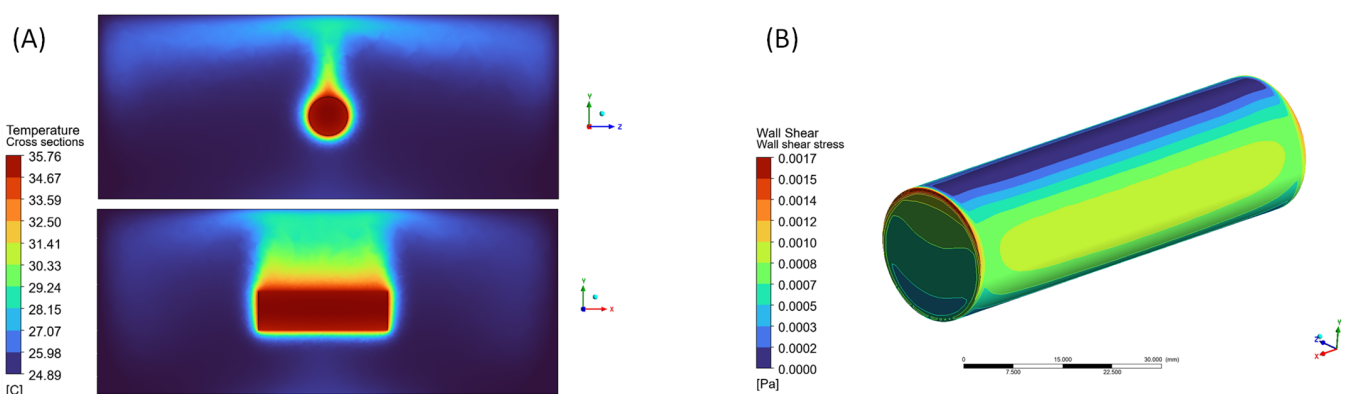 (A)
Temperature
Cross sections
35.76
34.67
33.59
32.50
31.41
30.33
29.24
28.15
27.07
25.98
24.89
[C]
Y
Z
Y
X
(B)
Wall Shear
Wall shear stress
0.0017
0.0015
0.0014
0.0012
0.0010
0.0008
0.0007
0.0005
0.0003
0.0002
0.0000
[Pa]
0 15.000 30.000 (mm)
7.500 22.500
Y
Z
X